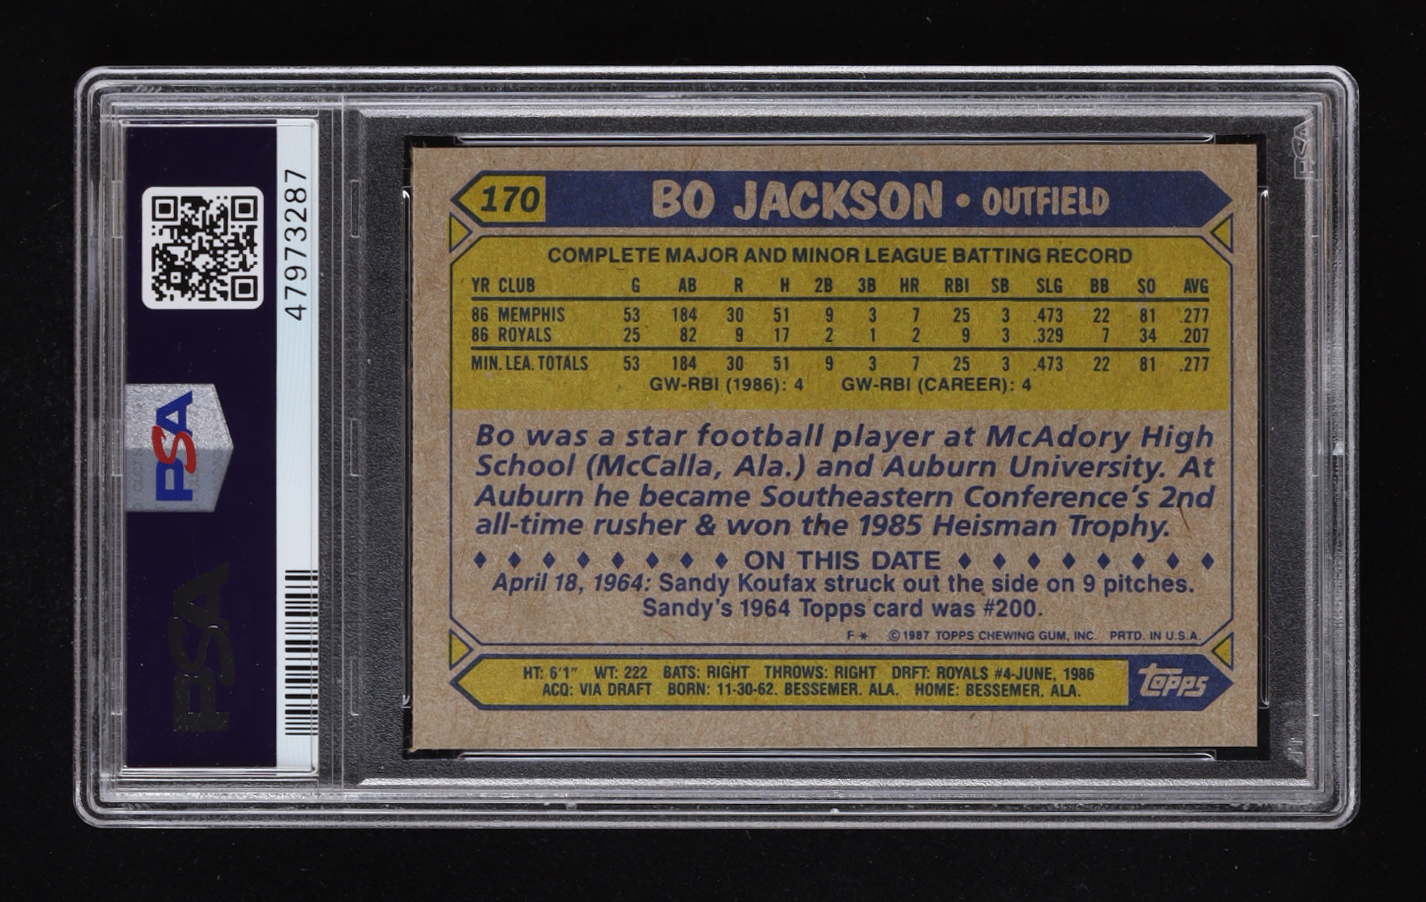 47973287
PSA
PSA
PSA
170 BO JACKSON • OUTFIELD
COMPLETE MAJOR AND MINOR LEAGUE BATTING RECORD
YR CLUB G AB R H 2B 3B HR RBI SB SLG BB SO AVG
86 MEMPHIS 53 184 30 51 9 3 7 25 3 .473 22 81 .277
86 ROYALS 25 82 9 17 2 1 2 9 3 .329 7 34 .207
MIN. LEA. TOTALS 53 184 30 51 9 3 7 25 3 .473 22 81 .277
GW-RBI (1986): 4 GW-RBI (CAREER): 4
Bo was a star football player at McAdory High
School (McCalla, Ala.) and Auburn University. At
Auburn he became Southeastern Conference's 2nd
all-time rusher & won the 1985 Heisman Trophy.
♦ ♦ ♦ ♦ ♦ ♦ ♦ ♦ ON THIS DATE ♦ ♦ ♦ ♦ ♦ ♦ ♦ ♦
April 18, 1964: Sandy Koufax struck out the side on 9 pitches.
Sandy's 1964 Topps card was #200.
F * © 1987 TOPPS CHEWING GUM, INC. PRTD. IN U.S.A.
HT: 6'1" WT: 222 BATS: RIGHT THROWS: RIGHT DRFT: ROYALS #4-JUNE, 1986
ACQ: VIA DRAFT BORN: 11-30-62. BESSEMER. ALA. HOME: BESSEMER, ALA.
Topps